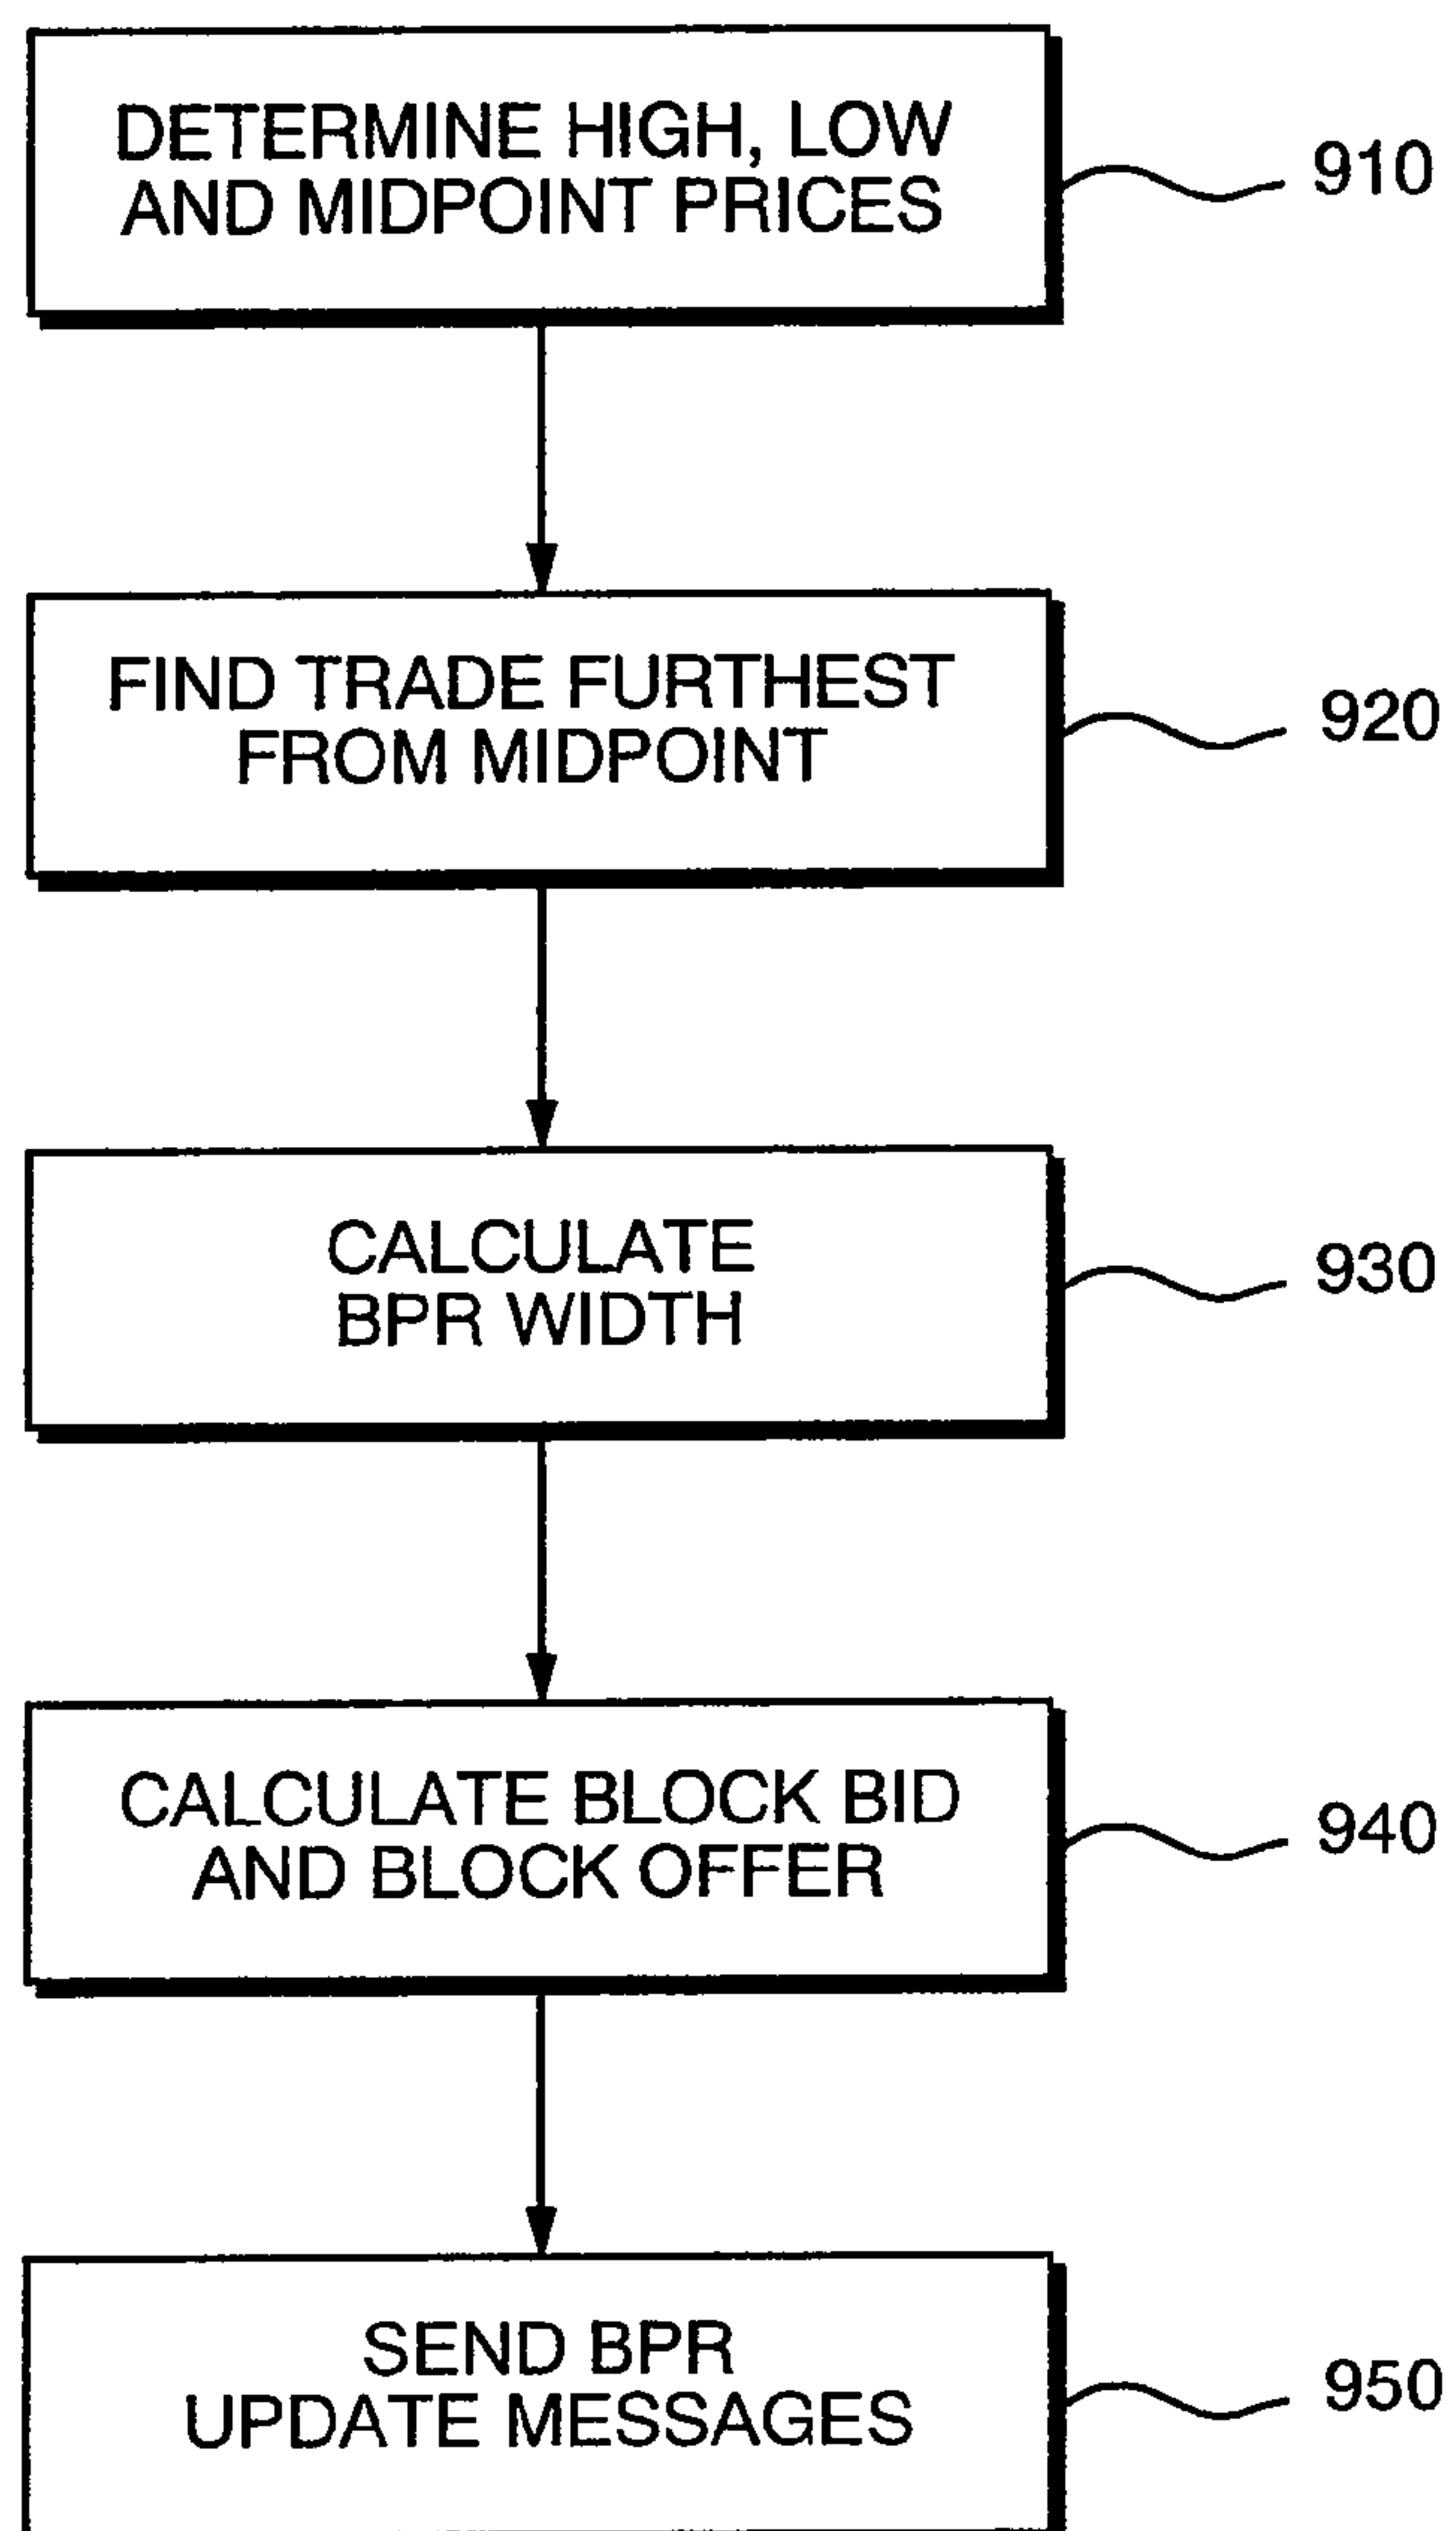 DETERMINE HIGH, LOW
AND MIDPOINT PRICES
910
FIND TRADE FURTHEST
FROM MIDPOINT
920
CALCULATE
BPR WIDTH
930
CALCULATE BLOCK BID
AND BLOCK OFFER
940
SEND BPR
UPDATE MESSAGES
950